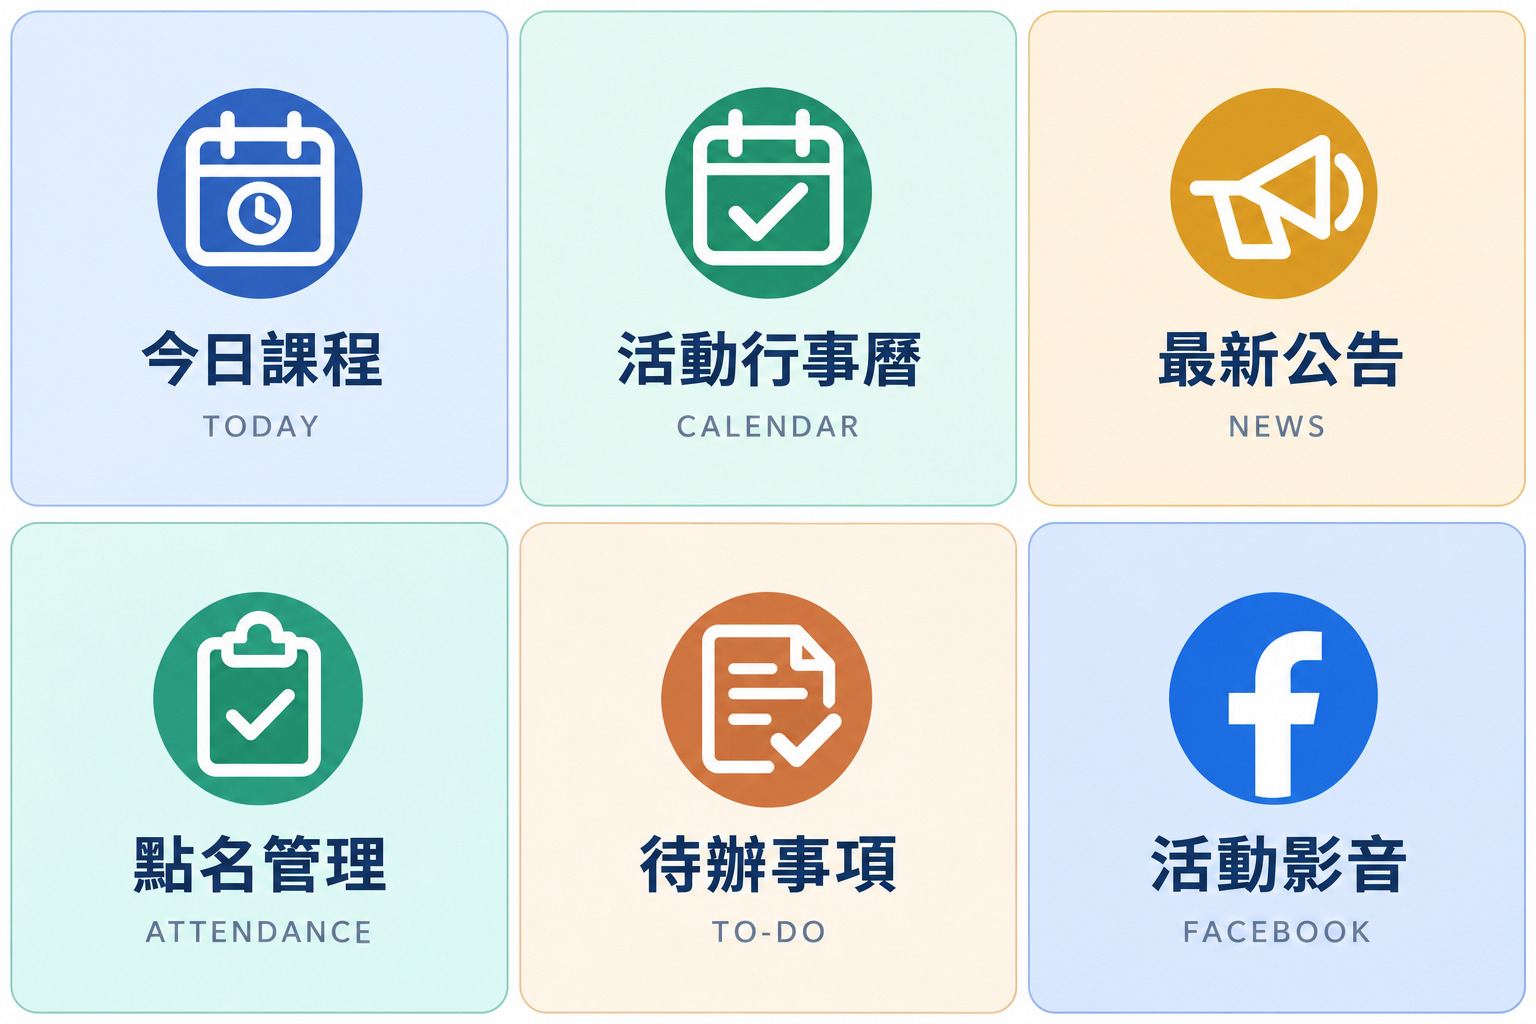 今日課程
TODAY
活動行事曆
CALENDAR
最新公告
NEWS
點名管理
ATTENDANCE
待辦事項
TO-DO
活動影音
FACEBOOK